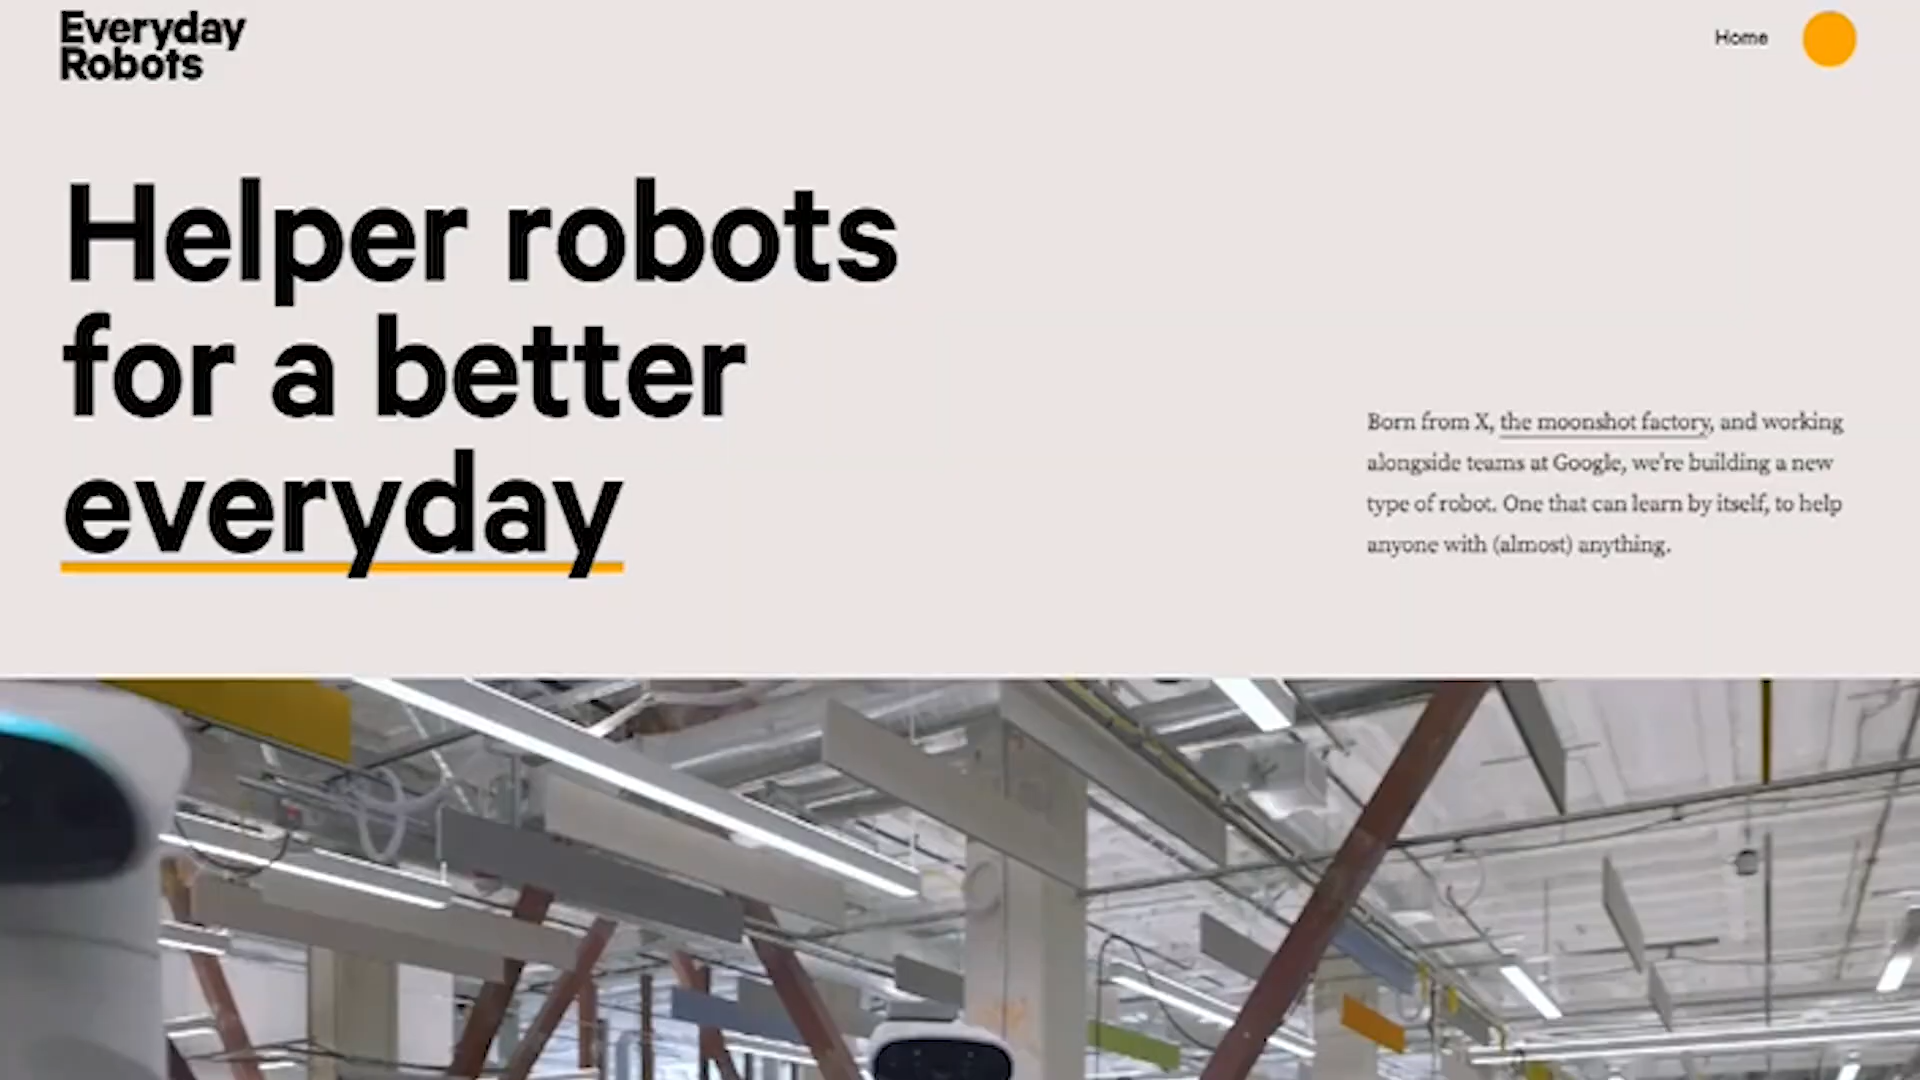 Everyday
Robots
Home
Helper robots
for a better
everyday
Born from X, the moonshot factory, and working
alongside teams at Google, we're building a new
type of robot. One that can learn by itself, to help
anyone with (almost) anything.